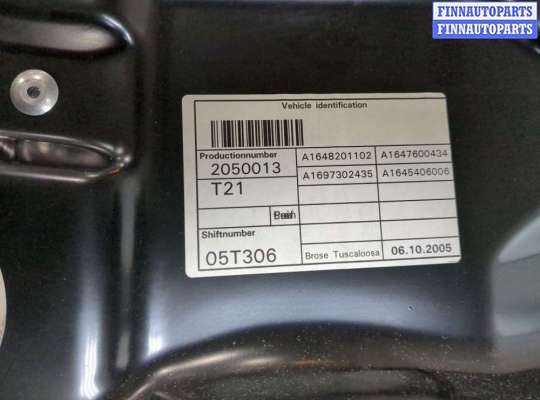 FINNAUTOPARTS
FINNAUTOPARTS
Vehicle identification
Productionnumber
2050013
T21
A1648201102 A1647600434
A1697302435 A1645406006
Shiftnumber
05T306
Brose Tuscaloosa 06.10.2005